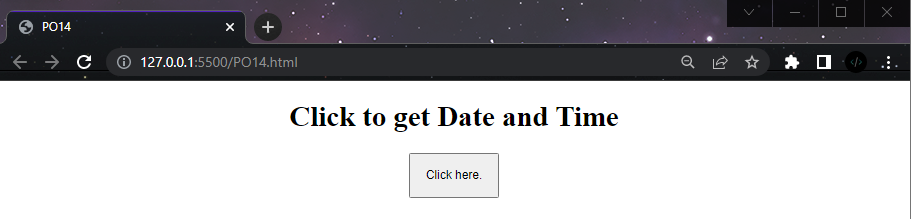 PO14
127.0.0.1:5500/PO14.html
Click to get Date and Time
Click here.